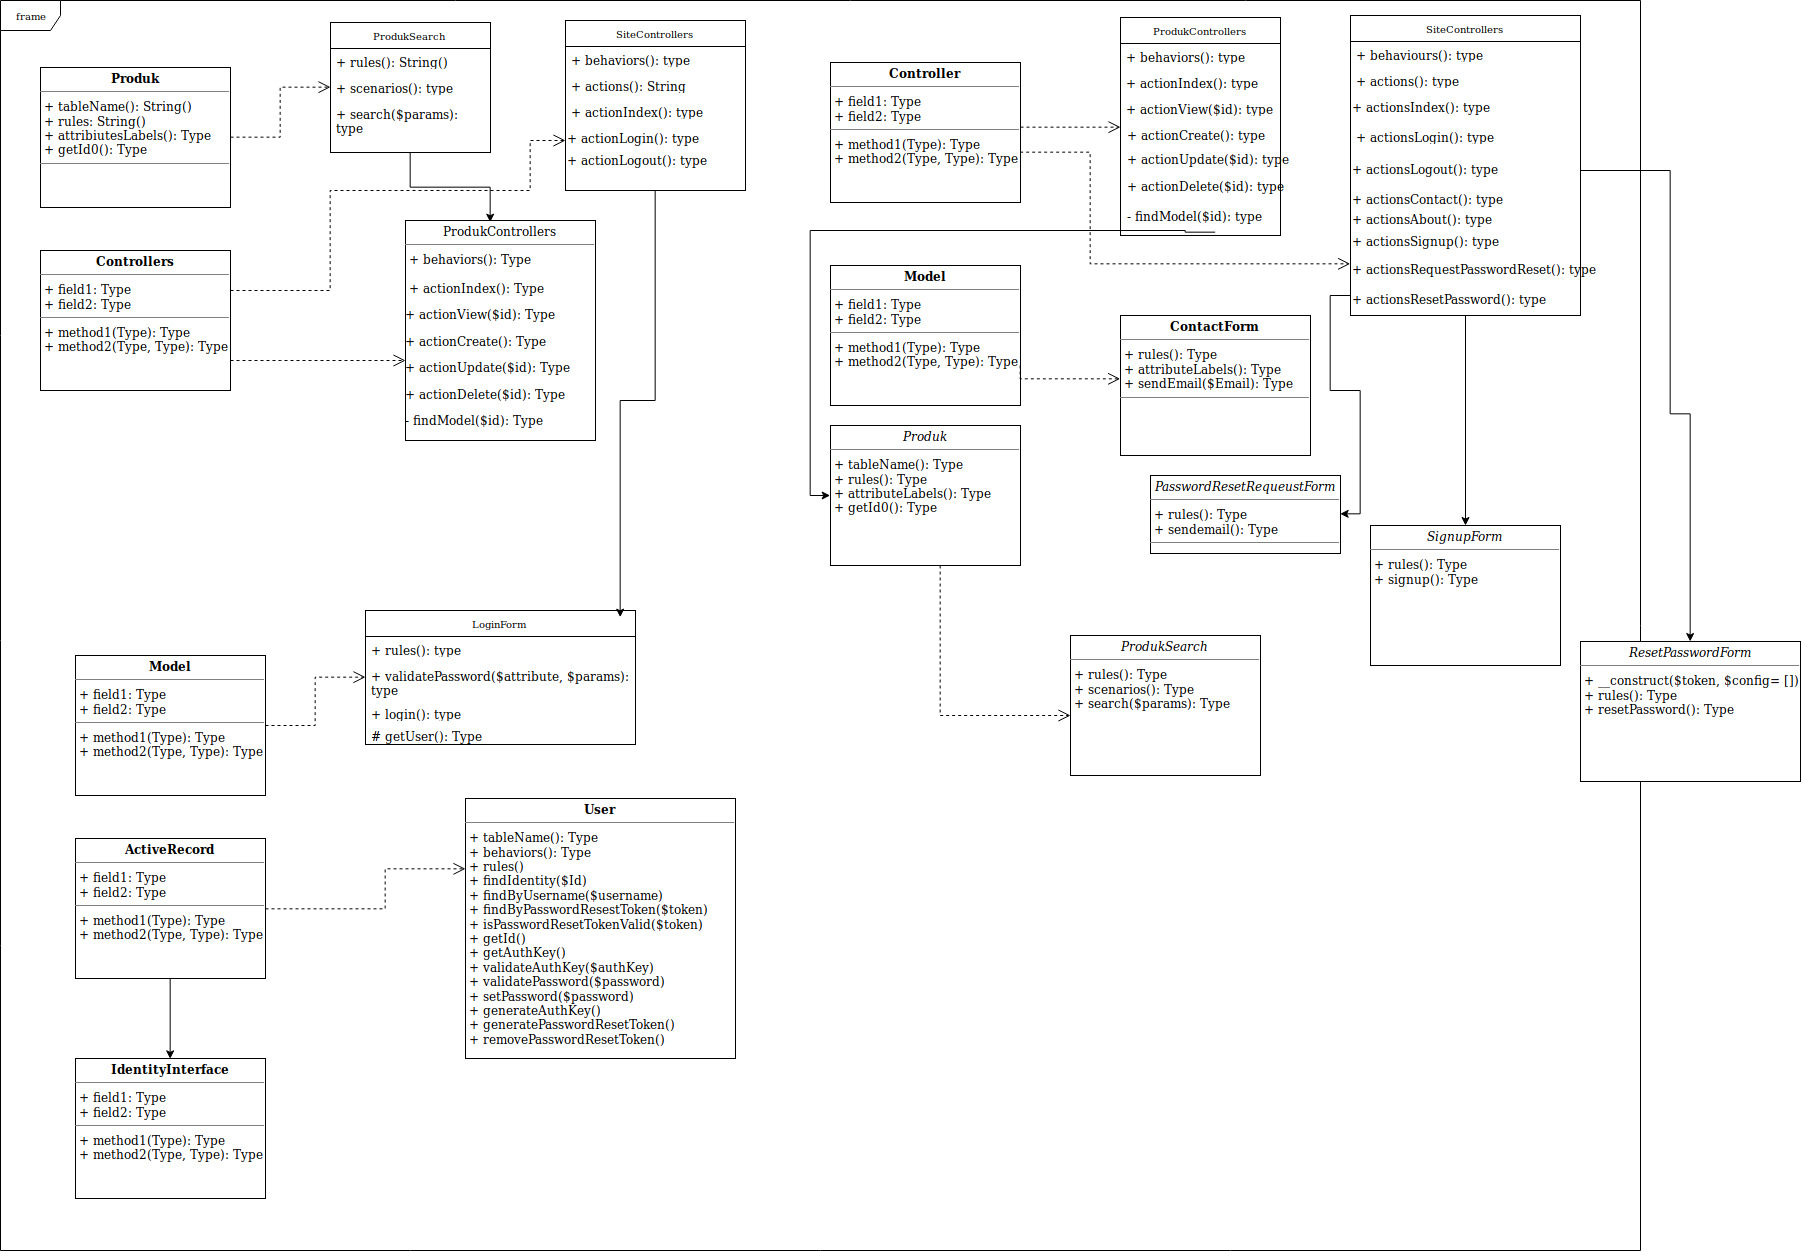 frame
Produk
+ tableName(): String()
+ rules: String()
+ attribiutesLabels(): Type
+ getId0(): Type
ProdukSearch
+ rules(): String()
+ scenarios(): type
+ search($params):
type
SiteControllers
+ behaviors(): type
+ actions(): String
+ actionIndex(): type
+ actionLogin(): type
+ actionLogout(): type
Controllers
+ field1: Type
+ field2: Type
+ method1(Type): Type
+ method2(Type, Type): Type
ProdukControllers
+ behaviors(): Type
+ actionIndex(): Type
+ actionView($id): Type
+ actionCreate(): Type
+ actionUpdate($id): Type
+ actionDelete($id): Type
- findModel($id): Type
LoginForm
+ rules(): type
+ validatePassword($attribute, $params):
type
+ login(): type
# getUser(): Type
Model
+ field1: Type
+ field2: Type
+ method1(Type): Type
+ method2(Type, Type): Type
ActiveRecord
+ field1: Type
+ field2: Type
+ method1(Type): Type
+ method2(Type, Type): Type
User
+ tableName(): Type
+ behaviors(): Type
+ rules()
+ findIdentity($Id)
+ findByUsername($username)
+ findByPasswordResestToken($token)
+ isPasswordResetTokenValid($token)
+ getId()
+ getAuthKey()
+ validateAuthKey($authKey)
+ validatePassword($password)
+ setPassword($password)
+ generateAuthKey()
+ generatePasswordResetToken()
+ removePasswordResetToken()
IdentityInterface
+ field1: Type
+ field2: Type
+ method1(Type): Type
+ method2(Type, Type): Type
Controller
+ field1: Type
+ field2: Type
+ method1(Type): Type
+ method2(Type, Type): Type
ProdukControllers
+ behaviors(): type
+ actionIndex(): type
+ actionView($id): type
+ actionCreate(): type
+ actionUpdate($id): type
+ actionDelete($id): type
- findModel($id): type
SiteControllers
+ behaviours(): type
+ actions(): type
+ actionsIndex(): type
+ actionsLogin(): type
+ actionsLogout(): type
+ actionsContact(): type
+ actionsAbout(): type
+ actionsSignup(): type
+ actionsRequestPasswordReset(): type
+ actionsResetPassword(): type
Model
+ field1: Type
+ field2: Type
+ method1(Type): Type
+ method2(Type, Type): Type
ContactForm
+ rules(): Type
+ attributeLabels(): Type
+ sendEmail($Email): Type
Produk
+ tableName(): Type
+ rules(): Type
+ attributeLabels(): Type
+ getId0(): Type
PasswordResetRequeustForm
+ rules(): Type
+ sendemail(): Type
SignupForm
+ rules(): Type
+ signup(): Type
ProdukSearch
+ rules(): Type
+ scenarios(): Type
+ search($params): Type
ResetPasswordForm
+ __construct($token, $config= [])
+ rules(): Type
+ resetPassword(): Type